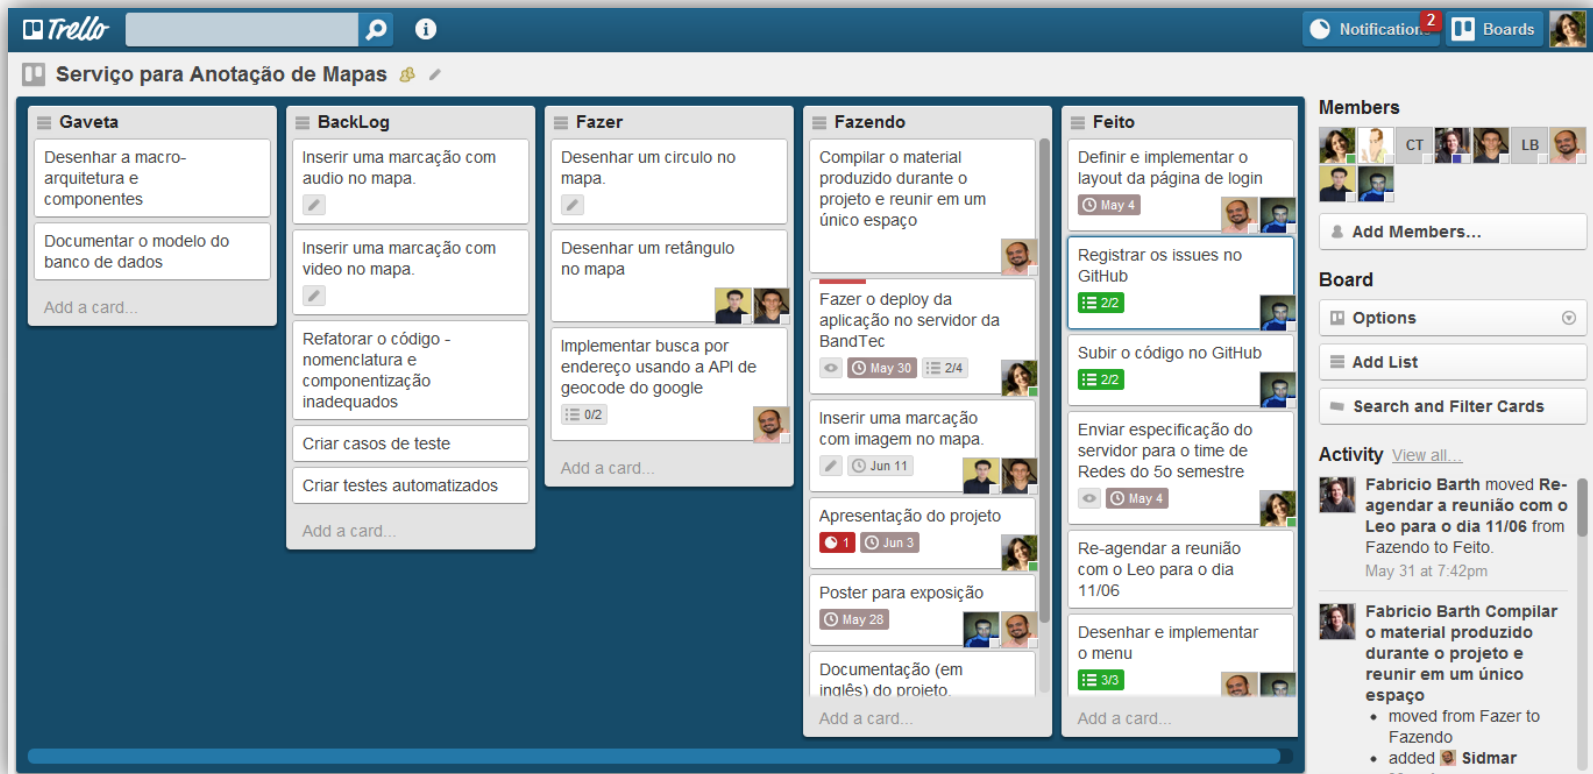 Trello
Notifications
2
Boards
Serviço para Anotação de Mapas
Gaveta
Desenhar a macro-
arquitetura e
componentes
Documentar o modelo do
banco de dados
Add a card...
BackLog
Inserir uma marcação com
audio no mapa.
Inserir uma marcação com
video no mapa.
Refatorar o código -
nomenclatura e
componentização
inadequados
Criar casos de teste
Criar testes automatizados
Add a card...
Fazer
Desenhar um circulo no
mapa.
Desenhar um retângulo
no mapa
Implementar busca por
endereço usando a API de
geocode do google
0/2
Add a card...
Fazendo
Compilar o material
produzido durante o
projeto e reunir em um
único espaço
Fazer o deploy da
aplicação no servidor da
BandTec
May 30 2/4
Inserir uma marcação
com imagem no mapa.
Jun 11
Apresentação do projeto
1 Jun 3
Poster para exposição
May 28
Documentação (em
inglês) do projeto.
Add a card...
Feito
Definir e implementar o
layout da página de login
May 4
Registrar os issues no
GitHub
2/2
Subir o código no GitHub
2/2
Enviar especificação do
servidor para o time de
Redes do 5o semestre
May 4
Re-agendar a reunião
com o Leo para o dia
11/06
Desenhar e implementar
o menu
3/3
Add a card...
Members
CT
LB
Add Members...
Board
Options
Add List
Search and Filter Cards
Activity View all...
Fabricio Barth moved Re-
agendar a reunião com o
Leo para o dia 11/06 from
Fazendo to Feito.
May 31 at 7:42pm
Fabricio Barth Compilar
o material produzido
durante o projeto e
reunir em um único
espaço
• moved from Fazer to
Fazendo
• added Sidmar